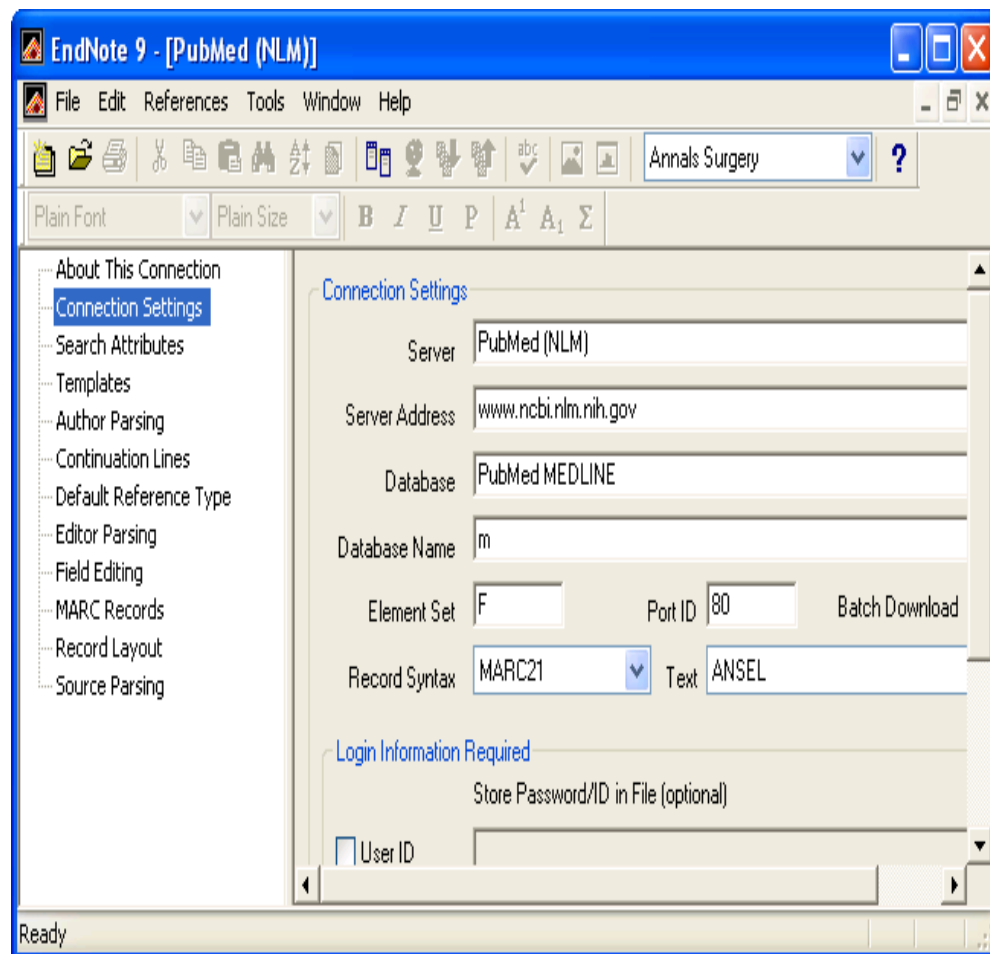 EndNote 9 - [PubMed (NLM)]
File Edit References Tools Window Help
Annals Surgery
Plain Font Plain Size B I U P A1 A1 Σ
About This Connection
Connection Settings
Search Attributes
Templates
Author Parsing
Continuation Lines
Default Reference Type
Editor Parsing
Field Editing
MARC Records
Record Layout
Source Parsing
Connection Settings
Server PubMed (NLM)
Server Address www.ncbi.nlm.nih.gov
Database PubMed MEDLINE
Database Name m
Element Set F Port ID 80 Batch Download
Record Syntax MARC21 Text ANSEL
Login Information Required
Store Password/ID in File (optional)
User ID
Ready